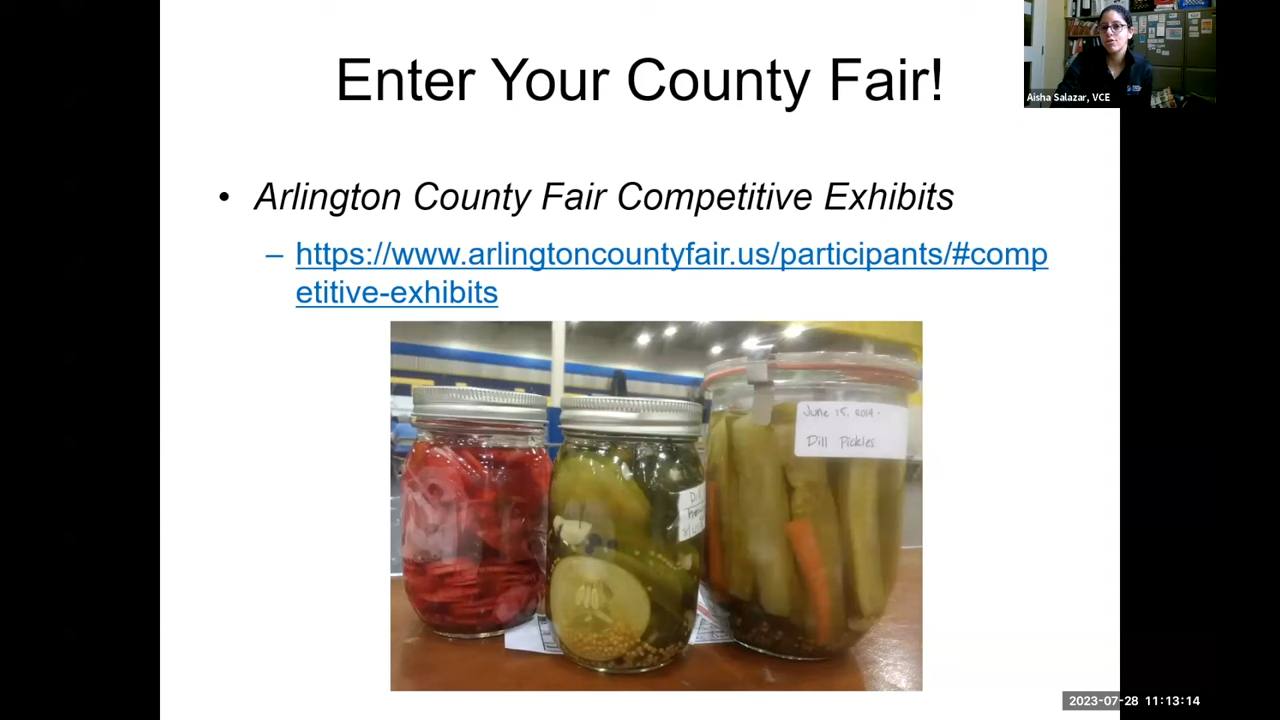 Enter Your County Fair!
Aisha Salazar, VCE
• Arlington County Fair Competitive Exhibits
– https://www.arlingtoncountyfair.us/participants/#comp
etitive-exhibits
June 15, 2019.
Dill Pickles
2023-07-28 11:13:14